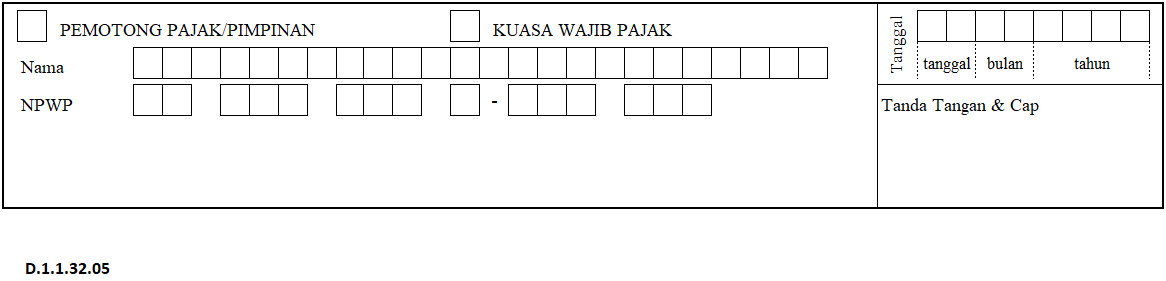 PEMOTONG PAJAK/PIMPINAN KUASA WAJIB PAJAK
Nama
NPWP -
Tanggal
tanggal bulan tahun
Tanda Tangan & Cap
D.1.1.32.05